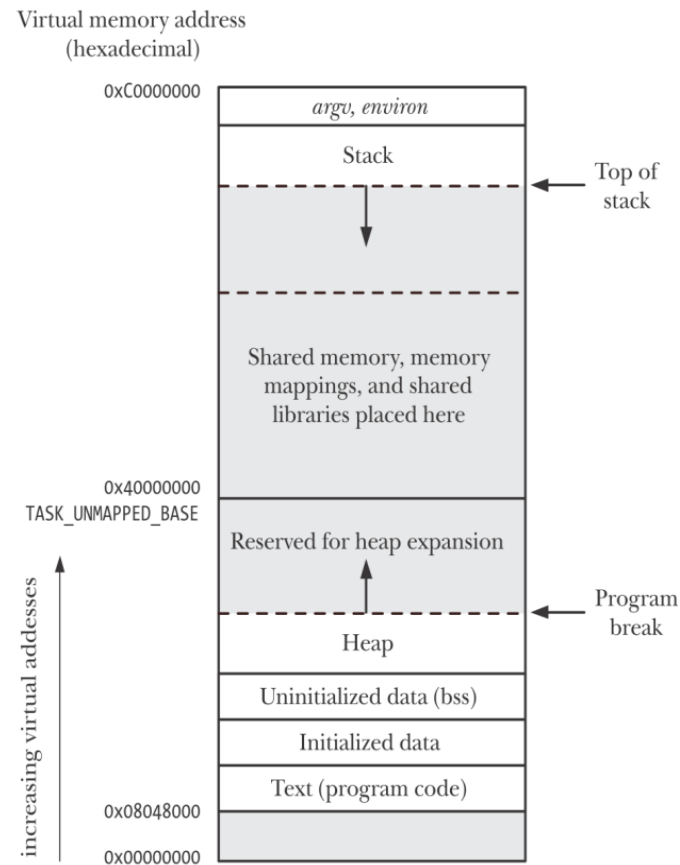 Virtual memory address
(hexadecimal)
0xC0000000
argv, environ
Stack
Top of
stack
Shared memory, memory
mappings, and shared
libraries placed here
0x40000000
TASK_UNMAPPED_BASE
Reserved for heap expansion
Program
break
Heap
Uninitialized data (bss)
Initialized data
Text (program code)
0x08048000
0x00000000
increasing virtual addesses